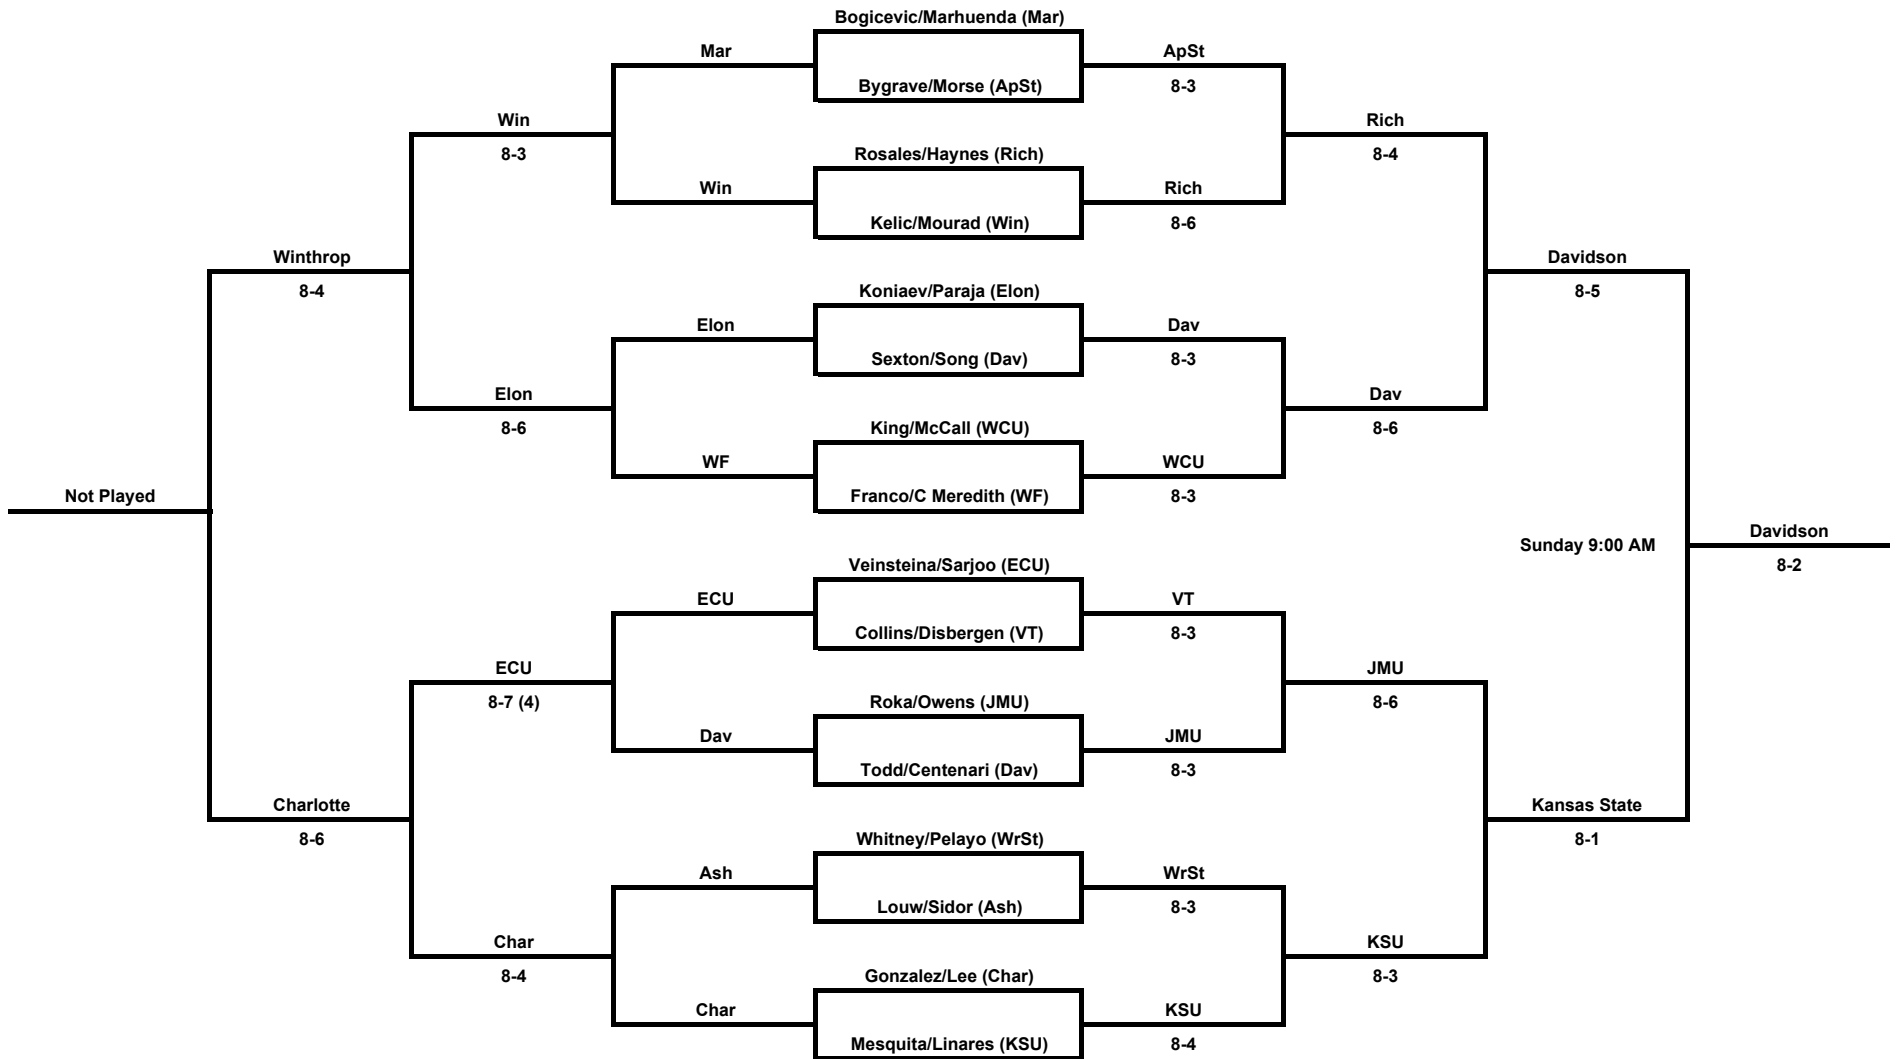 Bogicevic/Marhuenda (Mar)
Mar
ApSt
Bygrave/Morse (ApSt)
8-3
Win
Rich
8-3
Rosales/Haynes (Rich)
8-4
Win
Rich
Kelic/Mourad (Win)
8-6
Winthrop
Davidson
8-4
Koniaev/Paraja (Elon)
8-5
Elon
Dav
Sexton/Song (Dav)
8-3
Elon
Dav
8-6
King/McCall (WCU)
8-6
WF
WCU
Not Played
Franco/C Meredith (WF)
8-3
Sunday 9:00 AM
Davidson
8-2
Veinsteina/Sarjoo (ECU)
ECU
VT
Collins/Disbergen (VT)
8-3
ECU
JMU
8-7 (4)
Roka/Owens (JMU)
8-6
Dav
JMU
Todd/Centenari (Dav)
8-3
Charlotte
Kansas State
8-6
Whitney/Pelayo (WrSt)
8-1
Ash
WrSt
Louw/Sidor (Ash)
8-3
Char
KSU
8-4
Gonzalez/Lee (Char)
8-3
Char
KSU
Mesquita/Linares (KSU)
8-4